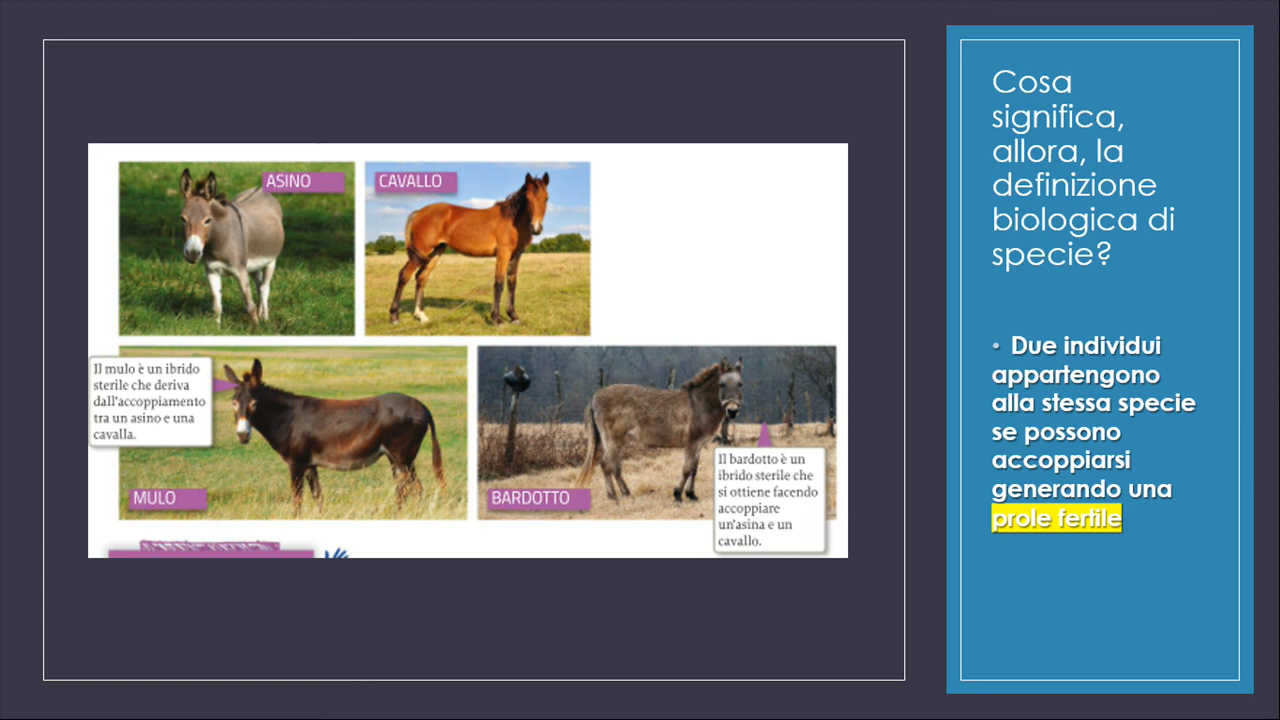 ASINO
CAVALLO
Il mulo è un ibrido
sterile che deriva
dall'accoppiamento
tra un asino e una
cavalla.
MULO
BARDOTTO
Il bardotto è un
ibrido sterile che
si ottiene facendo
accoppiare
un'asina e un
cavallo.
Cosa
significa,
allora, la
definizione
biologica di
specie?
• Due individui
appartengono
alla stessa specie
se possono
accoppiarsi
generando una
prole fertile